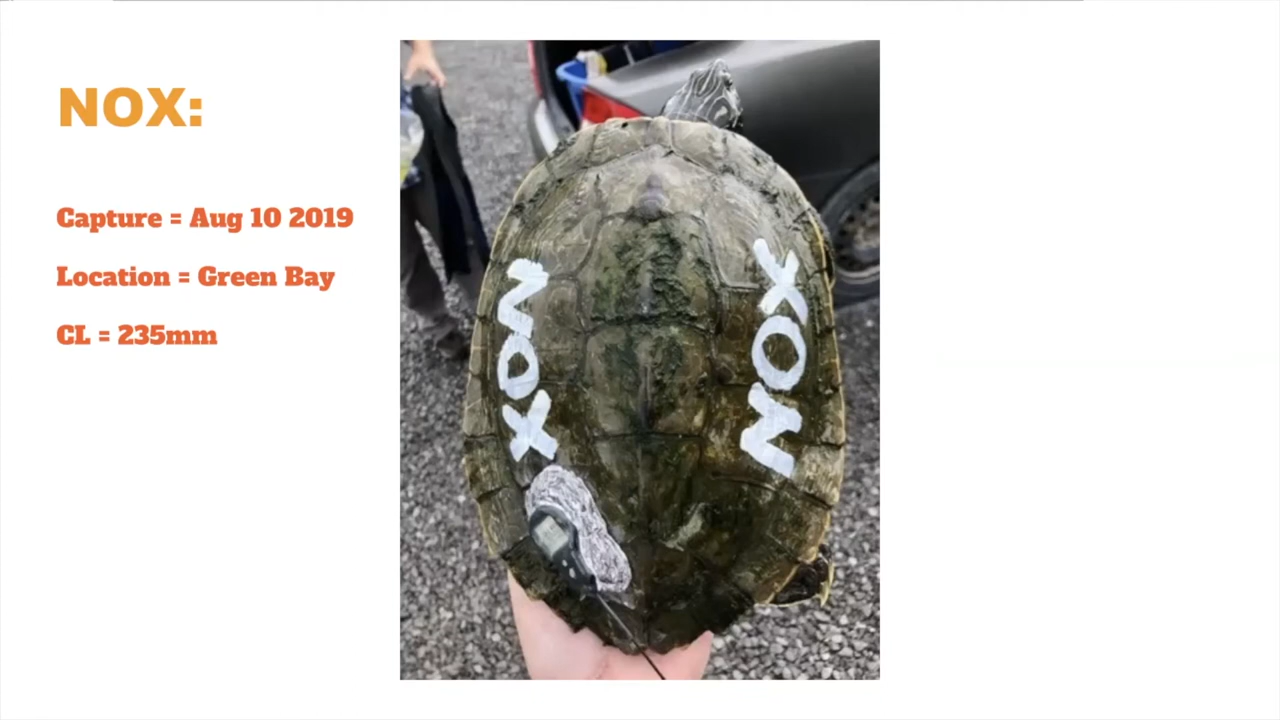 NOX:
Capture = Aug 10 2019
Location = Green Bay
CL = 235mm
NOX
NOX